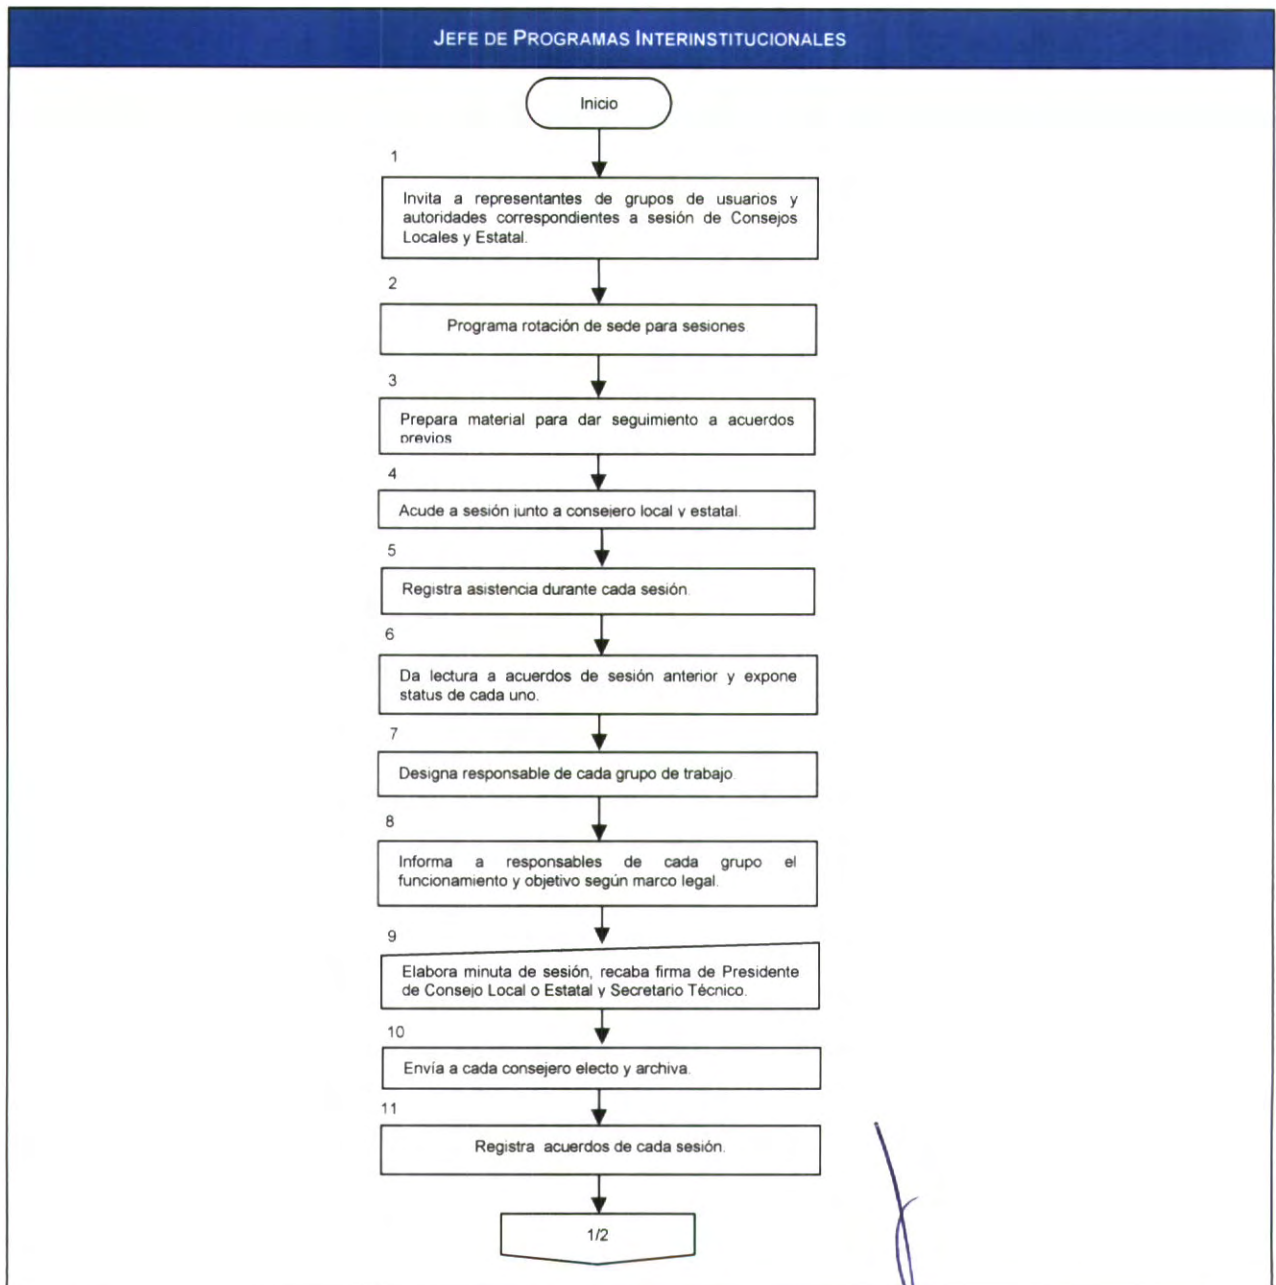 JEFE DE PROGRAMAS INTERINSTITUCIONALES
Inicio
1
Invita a representantes de grupos de usuarios y
autoridades correspondientes a sesión de Consejos
Locales y Estatal.
2
Programa rotación de sede para sesiones
3
Prepara material para dar seguimiento a acuerdos
previos
4
Acude a sesión junto a consejero local y estatal.
5
Registra asistencia durante cada sesión.
6
Da lectura a acuerdos de sesión anterior y expone
status de cada uno.
7
Designa responsable de cada grupo de trabajo.
8
Informa a responsables de cada grupo el
funcionamiento y objetivo según marco legal.
9
Elabora minuta de sesión, recaba firma de Presidente
de Consejo Local o Estatal y Secretario Técnico.
10
Envía a cada consejero electo y archiva.
11
Registra acuerdos de cada sesión.
1/2